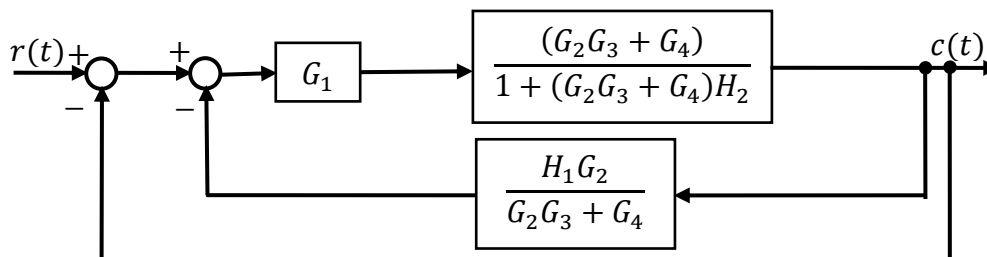 r(t) + + G₁ (G₂G₃ + G₄) c(t)
− − 1 + (G₂G₃ + G₄)H₂
H₁G₂
G₂G₃ + G₄